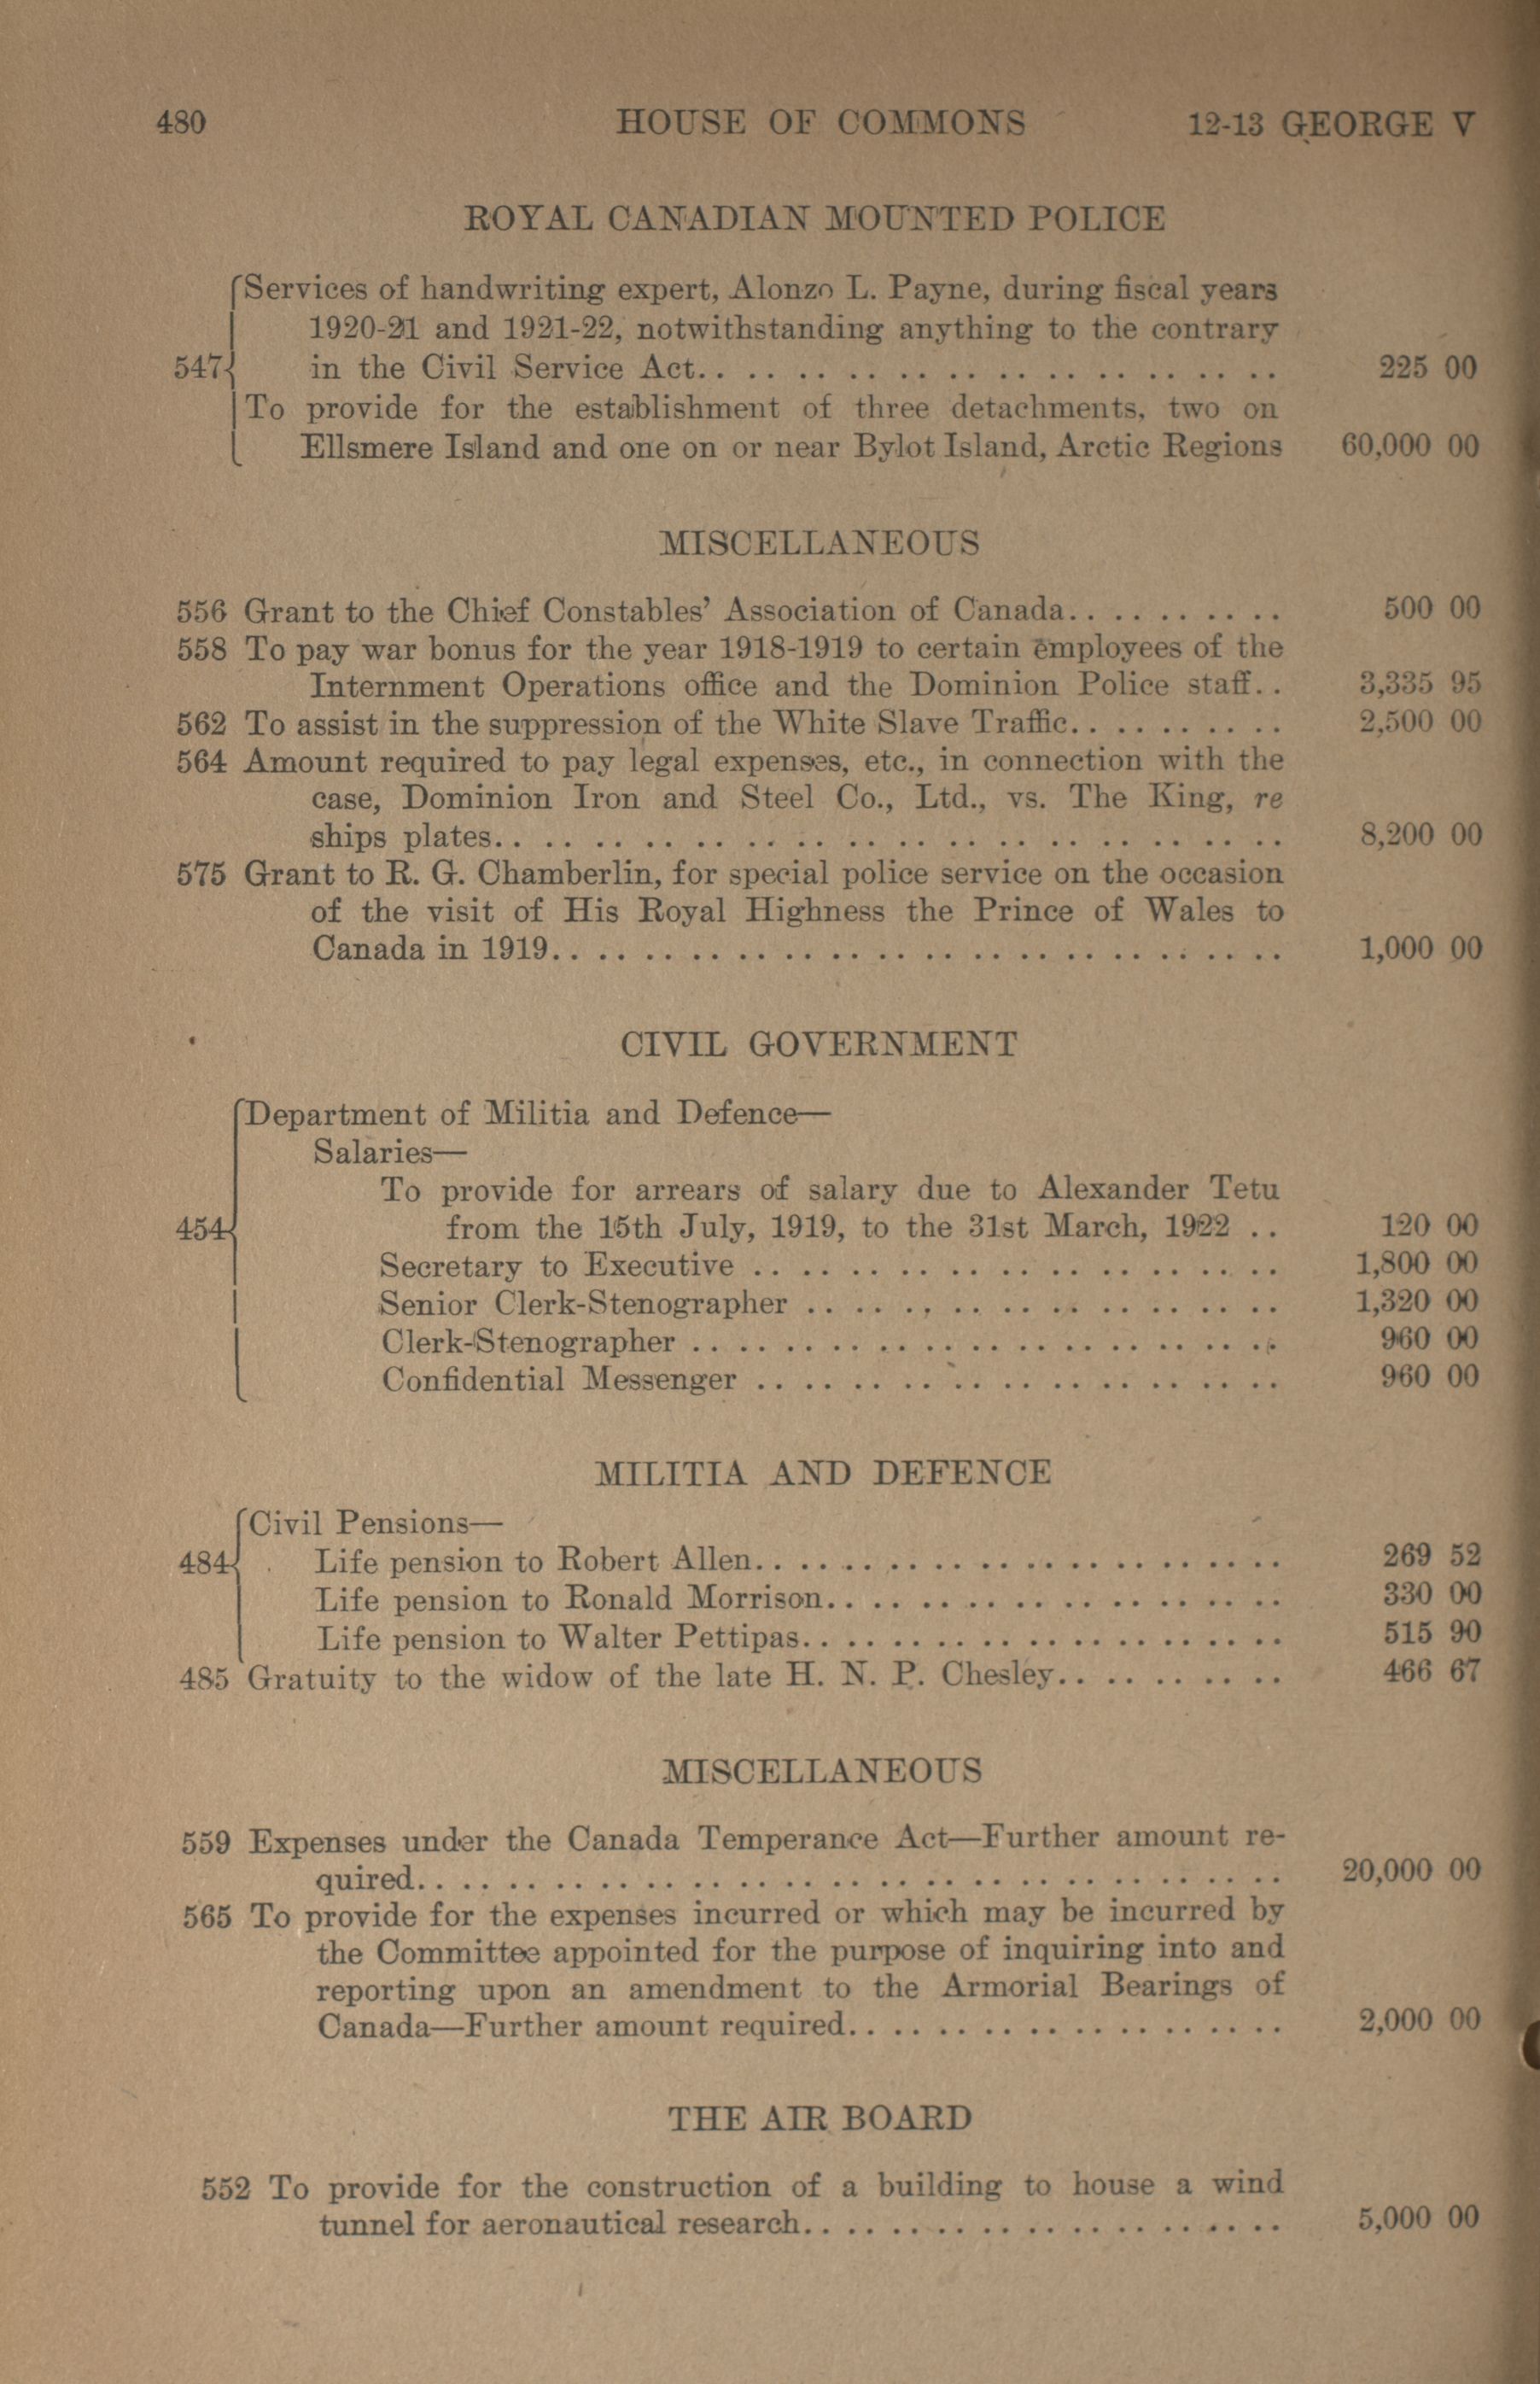 480 HOUSE OF COMMONS 12-13 GEORGE V
ROYAL CANADIAN MOUNTED POLICE
Services of handwriting expert, Alonzo L. Payne, during fiscal years
1920-21 and 1921-22, notwithstanding anything to the contrary
547 in the Civil Service Act. . . . . . . . . . . . . . . . . . . . . . . . 225 00
To provide for the establishment of three detachments, two on
Ellsmere Island and one on or near Bylot Island, Arctic Regions 60,000 00
MISCELLANEOUS
556 Grant to the Chief Constables' Association of Canada. . . . . . . . . . 500 00
558 To pay war bonus for the year 1918-1919 to certain employees of the
Internment Operations office and the Dominion Police staff. . 3,335 95
562 To assist in the suppression of the White Slave Traffic. . . . . . . . . . 2,500 00
564 Amount required to pay legal expenses, etc., in connection with the
case, Dominion Iron and Steel Co., Ltd., vs. The King, re
ships plates. . . . . . . . . . . . . . . . . . . . . . . . . . . . . . . . 8,200 00
575 Grant to R. G. Chamberlin, for special police service on the occasion
of the visit of His Royal Highness the Prince of Wales to
Canada in 1919. . . . . . . . . . . . . . . . . . . . . . . . . . . . . . . . 1,000 00
CIVIL GOVERNMENT
Department of Militia and Defence—
Salaries—
To provide for arrears of salary due to Alexander Tetu
454 from the 15th July, 1919, to the 31st March, 1922 . . 120 00
Secretary to Executive . . . . . . . . . . . . . . . . . . . . . . 1,800 00
Senior Clerk-Stenographer . . . . . . . . . . . . . . . . . . . . 1,320 00
Clerk-Stenographer . . . . . . . . . . . . . . . . . . . . . . . . . . 960 00
Confidential Messenger . . . . . . . . . . . . . . . . . . . . . . 960 00
MILITIA AND DEFENCE
Civil Pensions—
484 Life pension to Robert Allen. . . . . . . . . . . . . . . . . . . . . . . . 269 52
Life pension to Ronald Morrison. . . . . . . . . . . . . . . . . . . . 330 00
Life pension to Walter Pettipas. . . . . . . . . . . . . . . . . . . . . 515 90
485 Gratuity to the widow of the late H. N. P. Chesley. . . . . . . . . . 466 67
MISCELLANEOUS
559 Expenses under the Canada Temperance Act—Further amount re-
quired. . . . . . . . . . . . . . . . . . . . . . . . . . . . . . . . . . . . . . 20,000 00
565 To provide for the expenses incurred or which may be incurred by
the Committee appointed for the purpose of inquiring into and
reporting upon an amendment to the Armorial Bearings of
Canada—Further amount required. . . . . . . . . . . . . . . . . . . 2,000 00
THE AIR BOARD
552 To provide for the construction of a building to house a wind
tunnel for aeronautical research. . . . . . . . . . . . . . . . . . . . . 5,000 00